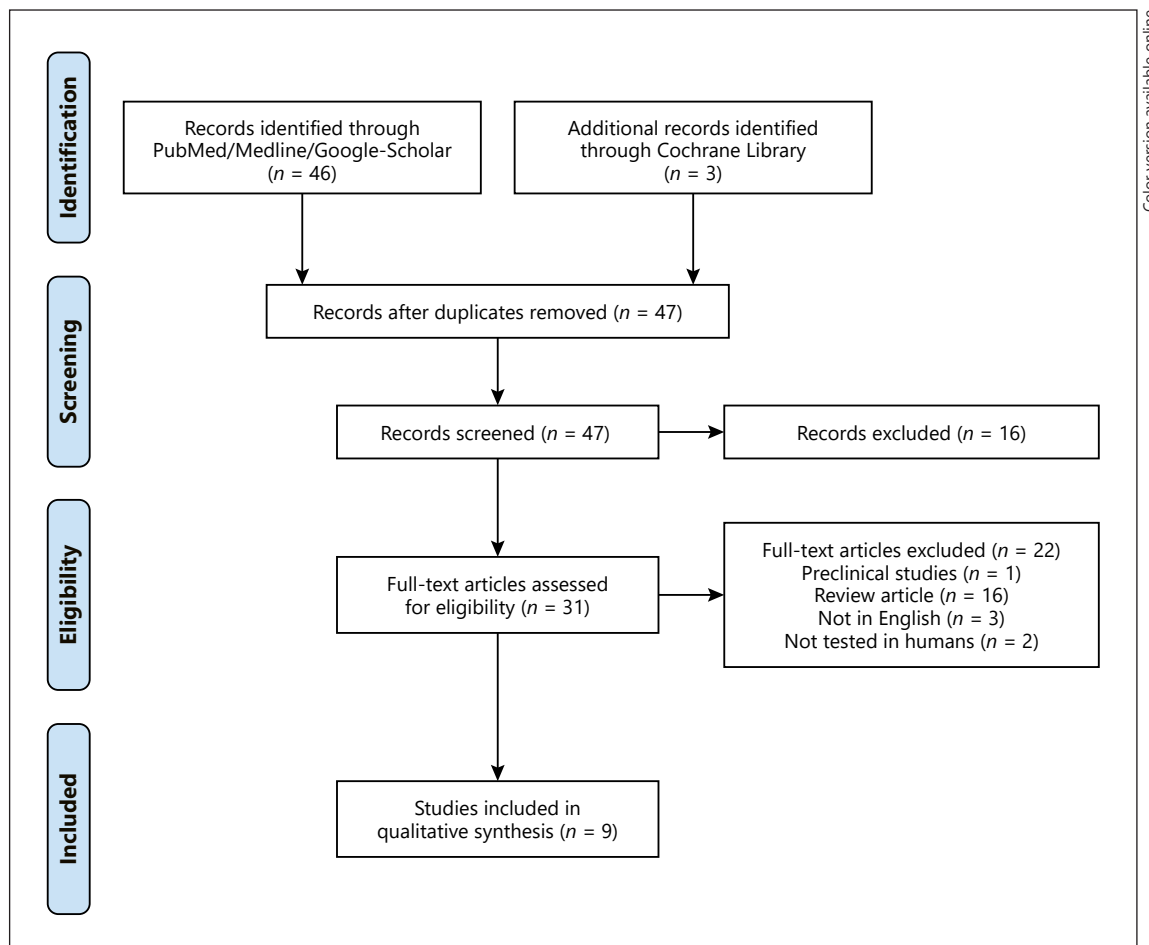 Identification
Records identified through
PubMed/Medline/Google-Scholar
(n = 46)
Additional records identified
through Cochrane Library
(n = 3)
Screening
Records after duplicates removed (n = 47)
Records screened (n = 47)
Records excluded (n = 16)
Eligibility
Full-text articles assessed
for eligibility (n = 31)
Full-text articles excluded (n = 22)
Preclinical studies (n = 1)
Review article (n = 16)
Not in English (n = 3)
Not tested in humans (n = 2)
Included
Studies included in
qualitative synthesis (n = 9)
Color version available online